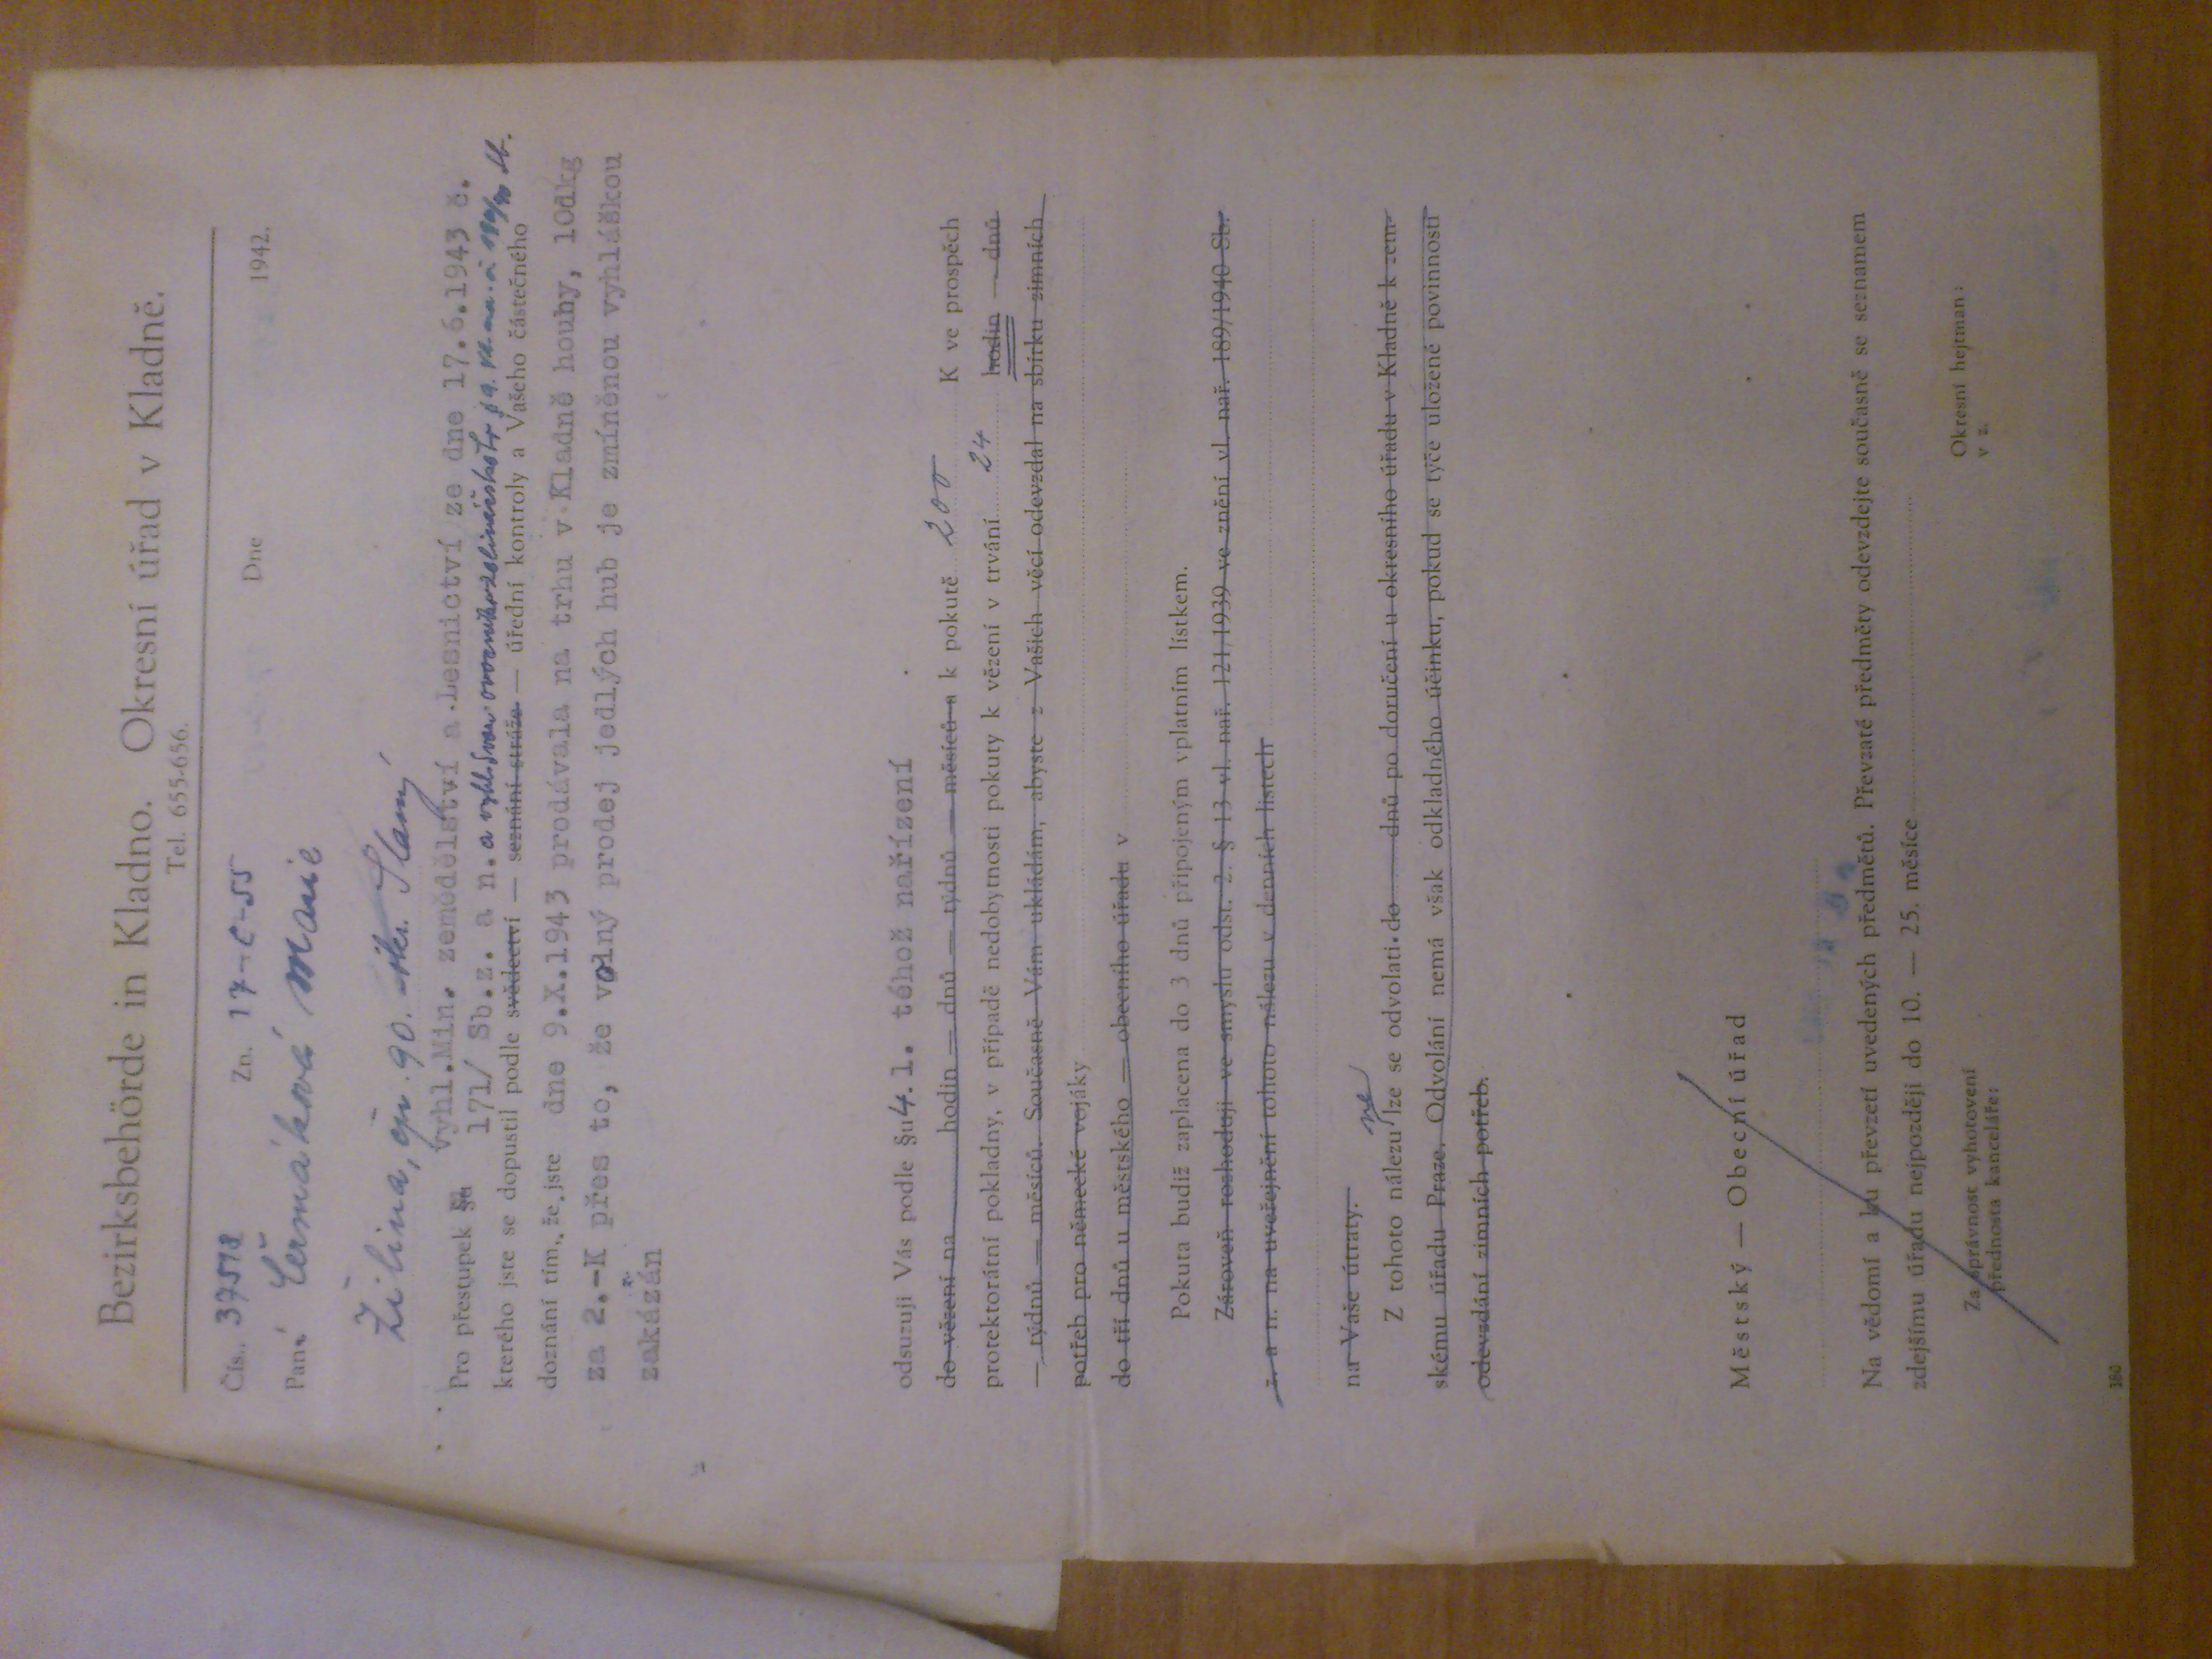 Bezirksbehörde in Kladno. Okresní úřad v Kladně.
Tel. 655-656.
Čís.. 37518 Zn. 17-C-55 Dne 1942.
Paní Čermáková Marie
Žilina, čp. 90. okr. Slaný
vyhl.Min. zemědělství a Lesnictví ze dne 17.6.1943 č.
Pro přestupek §u 171/ Sb.z. a n. a vyhl. Svazu § 9. Sb.
kterého jste se dopustil podle svědectví — seznání stráže — úřední kontroly a Vašeho částečného
doznání tím, že jste dne 9.X.1943 prodávala na trhu v Kladně houby, 10dkg
za 2.-K přes to, že volný prodej jedlých hub je zmíněnou vyhláškou
zakázán
odsuzuji Vás podle §u 4. l. téhož nařízení
do vězení na hodin — dnů — týdnů — měsíců a k pokutě 200 K ve prospěch
protektorátní pokladny, v případě nedobytnosti pokuty k vězení v trvání 24 hodin — dnů
— týdnů — měsíců. Současně Vám ukládám, abyste z Vašich věcí odevzdal na sbírku zimních
potřeb pro německé vojáky
do tří dnů u městského — obecního úřadu v
Pokuta budiž zaplacena do 3 dnů připojeným vplatním lístkem.
Zároveň rozhoduji ve smyslu odst. 2. § 13 vl. nař. 121/1939 ve znění vl. nař. 189/1940 Sb.
z. a n. na uveřejnění tohoto nálezu v denních listech
na Vaše útraty.
Z tohoto nálezu nelze se odvolati. do dnů po doručení u okresního úřadu v Kladně k zem-
skému úřadu Praze. Odvolání nemá však odkladného účinku, pokud se týče uložené povinnosti
odevzdání zimních potřeb.
Městský — Obecní úřad
Na vědomí a ku převzetí uvedených předmětů. Převzaté předměty odevzdejte současně se seznamem
zdejšímu úřadu nejpozději do 10. — 25. měsíce
Za správnost vyhotovení Okresní hejtman :
přednosta kanceláře: v z.
380